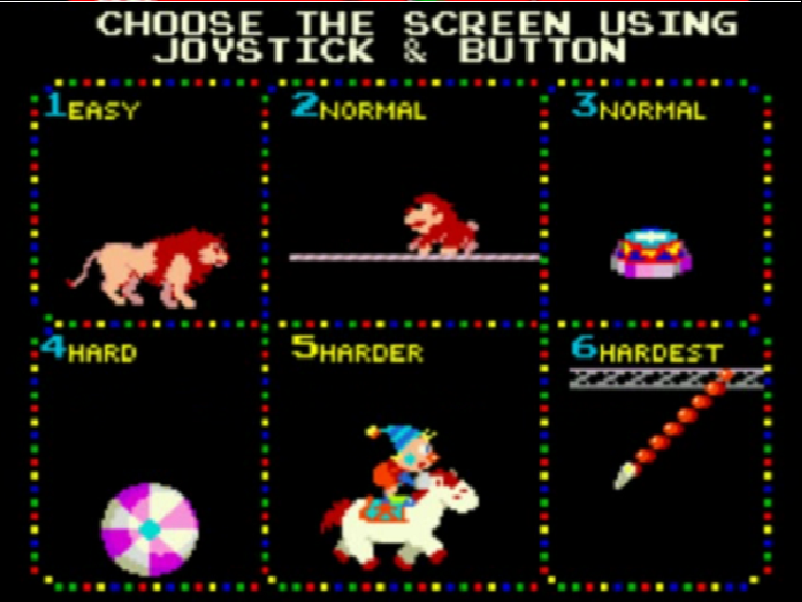 CHOOSE THE SCREEN USING
JOYSTICK & BUTTON
1EASY
2NORMAL
3NORMAL
4HARD
5HARDER
6HARDEST